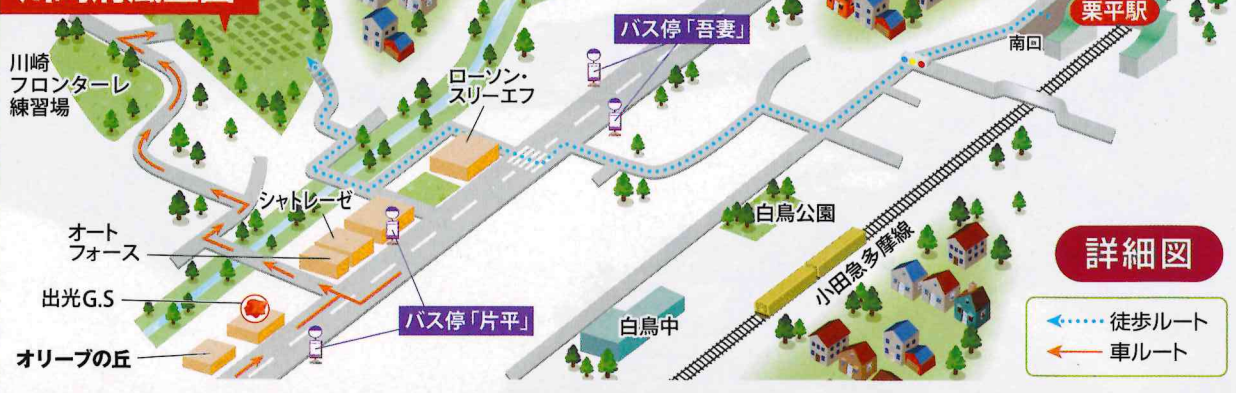 川崎
フロンターレ
練習場
ローソン・
スリーエフ
バス停「吾妻」
南口
栗平駅
シャトレーゼ
オート
フォース
出光G.S
オリーブの丘
バス停「片平」
白鳥公園
白鳥中
小田急多摩線
詳細図
徒歩ルート
車ルート